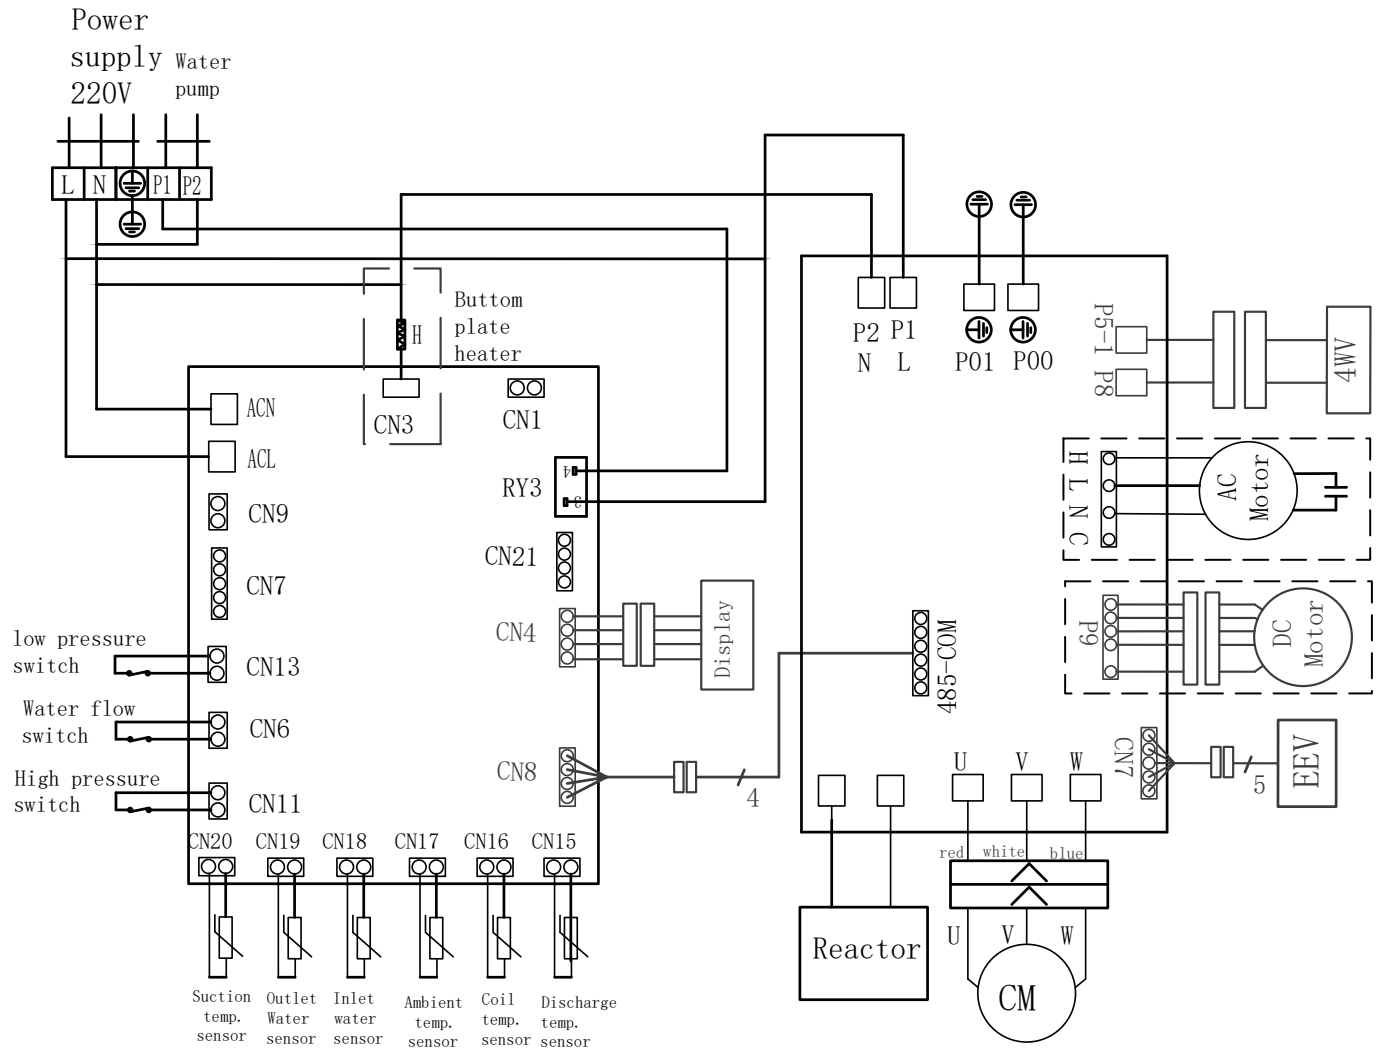 Power
supply
220V
Water
pump
L N P1 P2
Buttom
plate
heater
H
CN3
CN1
ACN
ACL
RY3
4
3
CN9
CN21
CN7
CN4
Display
low pressure
switch
CN13
Water flow
switch
CN6
CN8
4
High pressure
switch
CN11
CN20 CN19 CN18 CN17 CN16 CN15
Suction
temp.
sensor
Outlet
Water
sensor
Inlet
water
sensor
Ambient
temp.
sensor
Coil
temp.
sensor
Discharge
temp.
sensor
P2 P1 P01 P00
N L
P5-1
P8
4WV
H L N C
AC
Motor
P9
DC
Motor
485-COM
CN7
5
EEV
U V W
red white blue
U V W
CM
Reactor